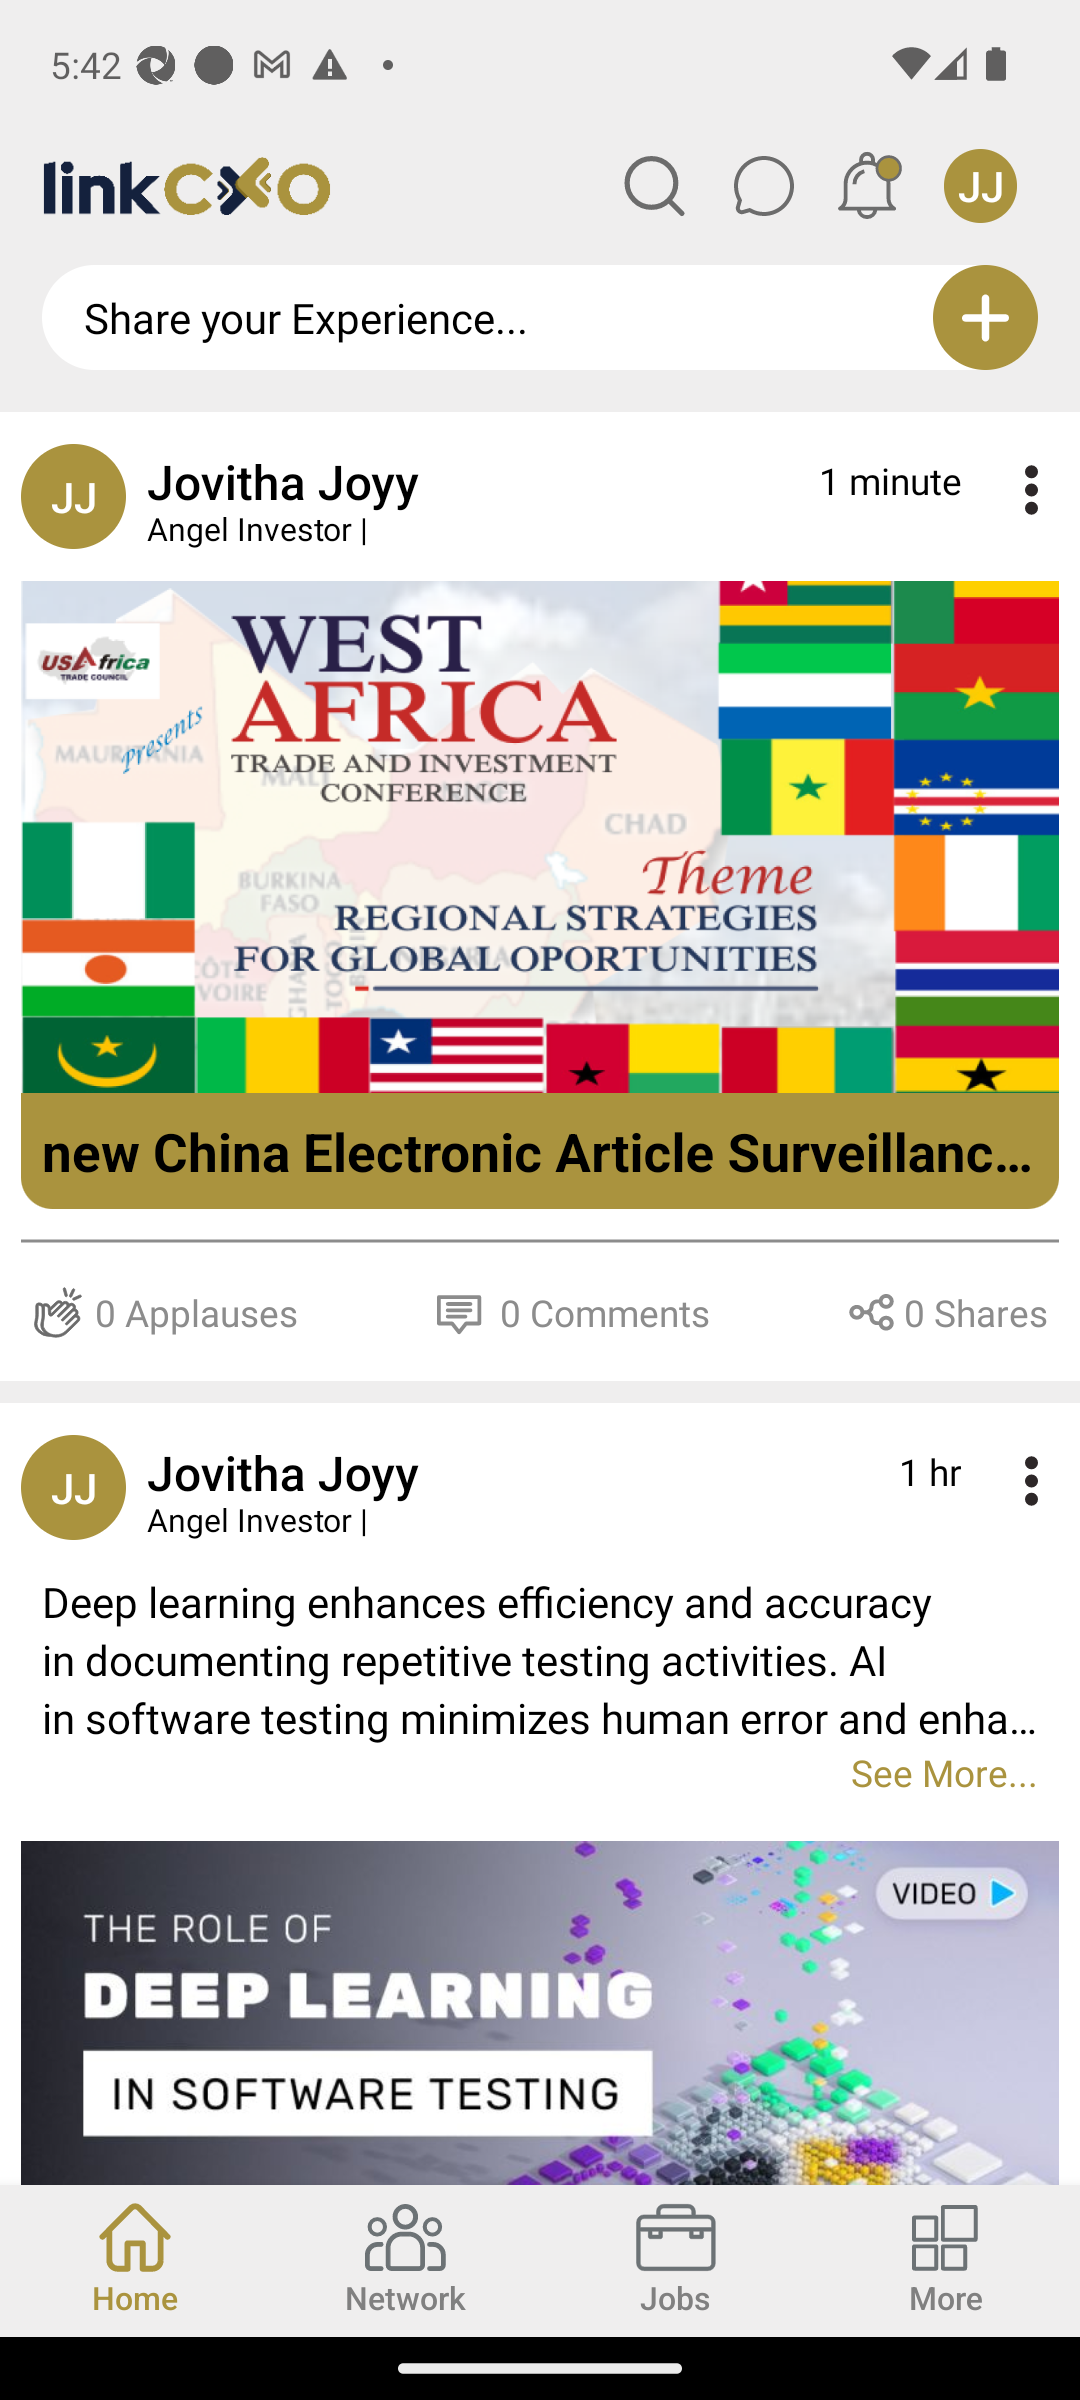 5:42
linkCXO
JJ
Share your Experience...
JJ
Jovitha Joyy
1 minute
Angel Investor |
USAfrica
TRADE COUNCIL
Presents
WEST
AFRICA
TRADE AND INVESTMENT
CONFERENCE
MAURITANIA
MALI
CHAD
BURKINA
FASO
Theme
REGIONAL STRATEGIES
FOR GLOBAL OPORTUNITIES
VOIRE
GHANA
TOGO
new China Electronic Article Surveillanc...
0 Applauses
0 Comments
0 Shares
JJ
Jovitha Joyy
1 hr
Angel Investor |
Deep learning enhances efficiency and accuracy
in documenting repetitive testing activities. AI
in software testing minimizes human error and enha...
See More...
VIDEO
THE ROLE OF
DEEP LEARNING
IN SOFTWARE TESTING
Home
Network
Jobs
More